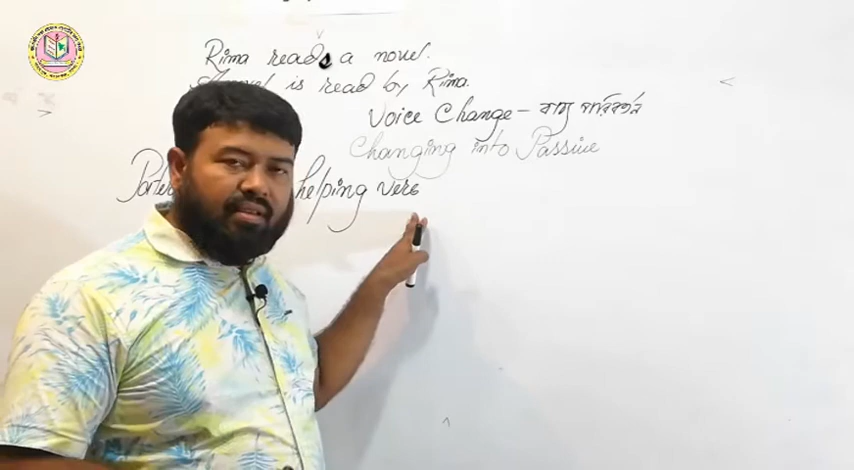 Rima reads a novel.
A novel is read by Rima.
Voice Change - বাচ্য পরিবর্তন
Changing into Passive
helping verb